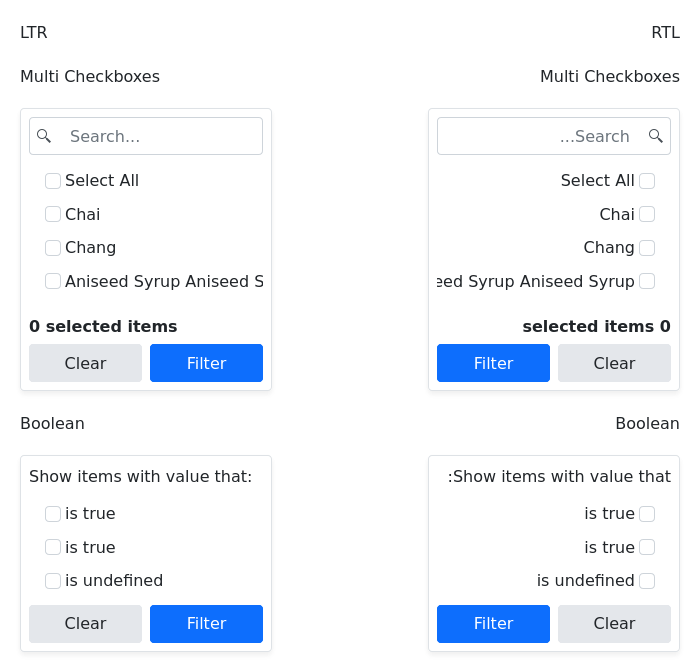 LTR
RTL
Multi Checkboxes
Multi Checkboxes
Search...
...Search
Select All
Select All
Chai
Chai
Chang
Chang
Aniseed Syrup Aniseed S
eed Syrup Aniseed Syrup
0 selected items
selected items 0
Clear
Filter
Filter
Clear
Boolean
Boolean
Show items with value that:
:Show items with value that
is true
is true
is true
is true
is undefined
is undefined
Clear
Filter
Filter
Clear